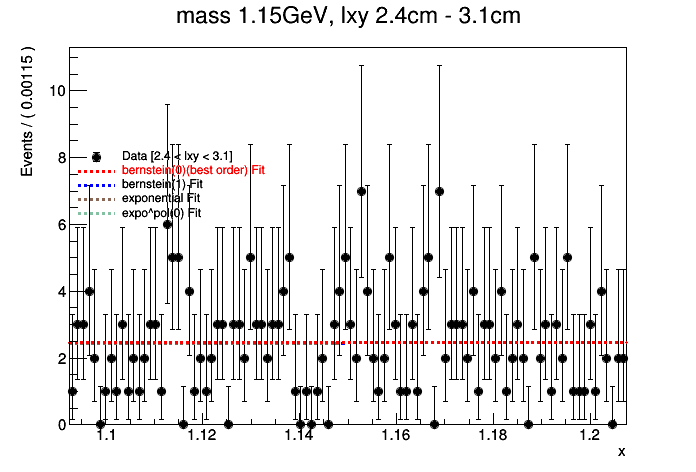 mass 1.15GeV, lxy 2.4cm - 3.1cm
Events / ( 0.00115 )
10
8
6
4
2
0
Data [2.4 < lxy < 3.1]
bernstein(0)(best order) Fit
bernstein(1) Fit
exponential Fit
expo^pol(0) Fit
1.1 1.12 1.14 1.16 1.18 1.2
x